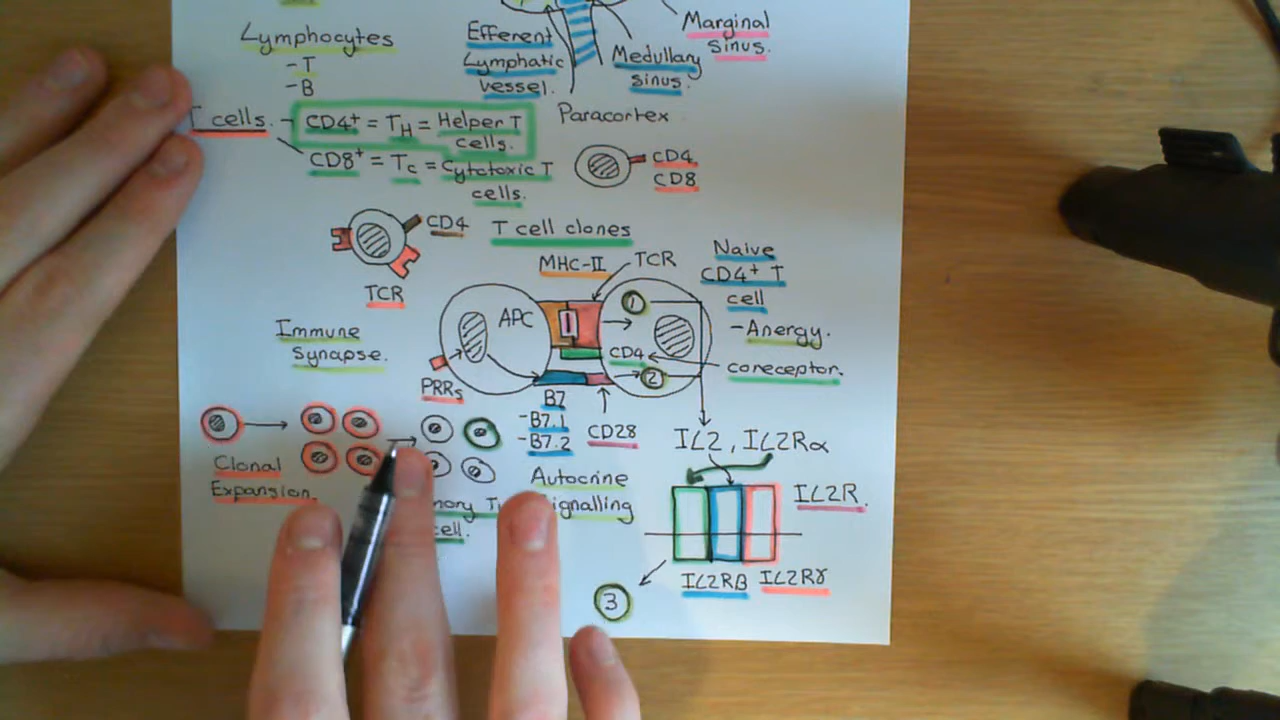 Lymphocytes
-T
-B
Efferent
Lymphatic
vessel.
Medullary
sinus.
Marginal
sinus.
T cells.
CD4+ = TH = Helper T
cells.
CD8+ = Tc = Cytotoxic T
cells.
Paracortex
CD4
CD8
CD4
TCR
T cell clones
MHC-II
TCR
Naive
CD4+ T
cell
-Anergy.
1
APC
CD4
coreceptor.
2
Immune
Synapse.
PRRs
B7
-B7.1
-B7.2
CD28
IL2, IL2Rα
Clonal
Expansion.
cell.
Autocrine
IL2R.
IL2Rβ
IL2Rγ
3